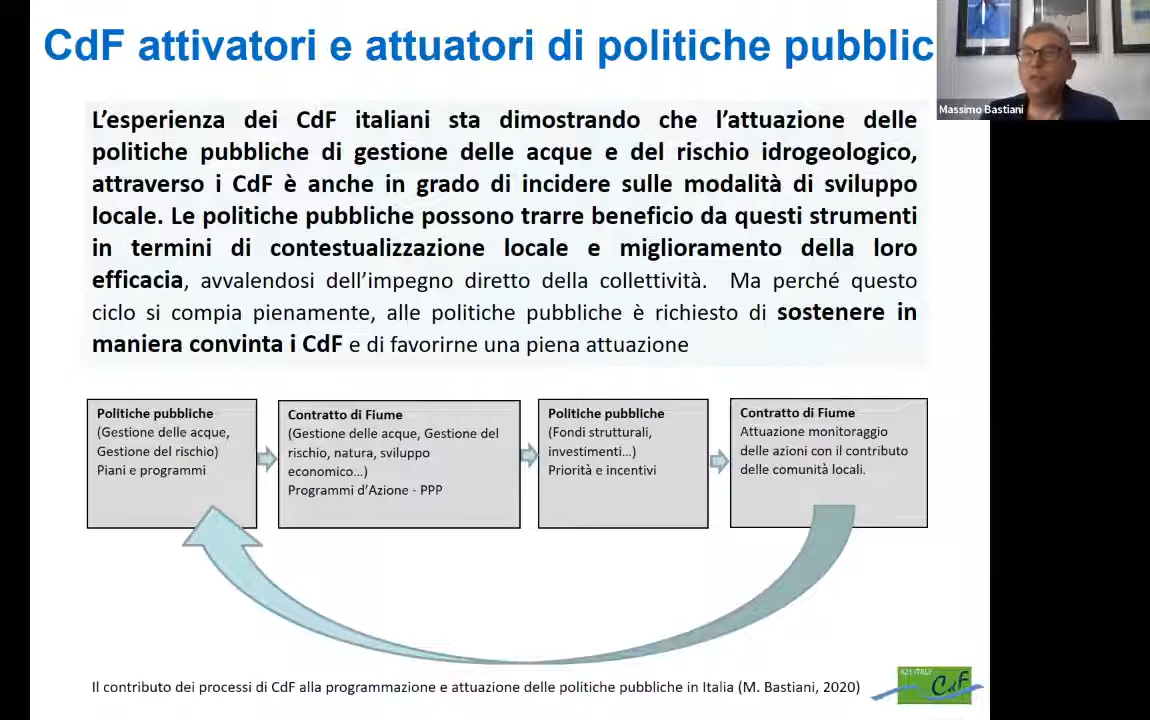 CdF attivatori e attuatori di politiche pubblic
Massimo Bastiani
L’esperienza dei CdF italiani sta dimostrando che l’attuazione delle
politiche pubbliche di gestione delle acque e del rischio idrogeologico,
attraverso i CdF è anche in grado di incidere sulle modalità di sviluppo
locale. Le politiche pubbliche possono trarre beneficio da questi strumenti
in termini di contestualizzazione locale e miglioramento della loro
efficacia, avvalendosi dell’impegno diretto della collettività. Ma perché questo
ciclo si compia pienamente, alle politiche pubbliche è richiesto di sostenere in
maniera convinta i CdF e di favorirne una piena attuazione
Politiche pubbliche
(Gestione delle acque,
Gestione del rischio)
Piani e programmi
Contratto di Fiume
(Gestione delle acque, Gestione del
rischio, natura, sviluppo
economico…)
Programmi d’Azione - PPP
Politiche pubbliche
(Fondi strutturali,
investimenti…)
Priorità e incentivi
Contratto di Fiume
Attuazione monitoraggio
delle azioni con il contributo
delle comunità locali.
Il contributo dei processi di CdF alla programmazione e attuazione delle politiche pubbliche in Italia (M. Bastiani, 2020)
A21 ITALY
CdF